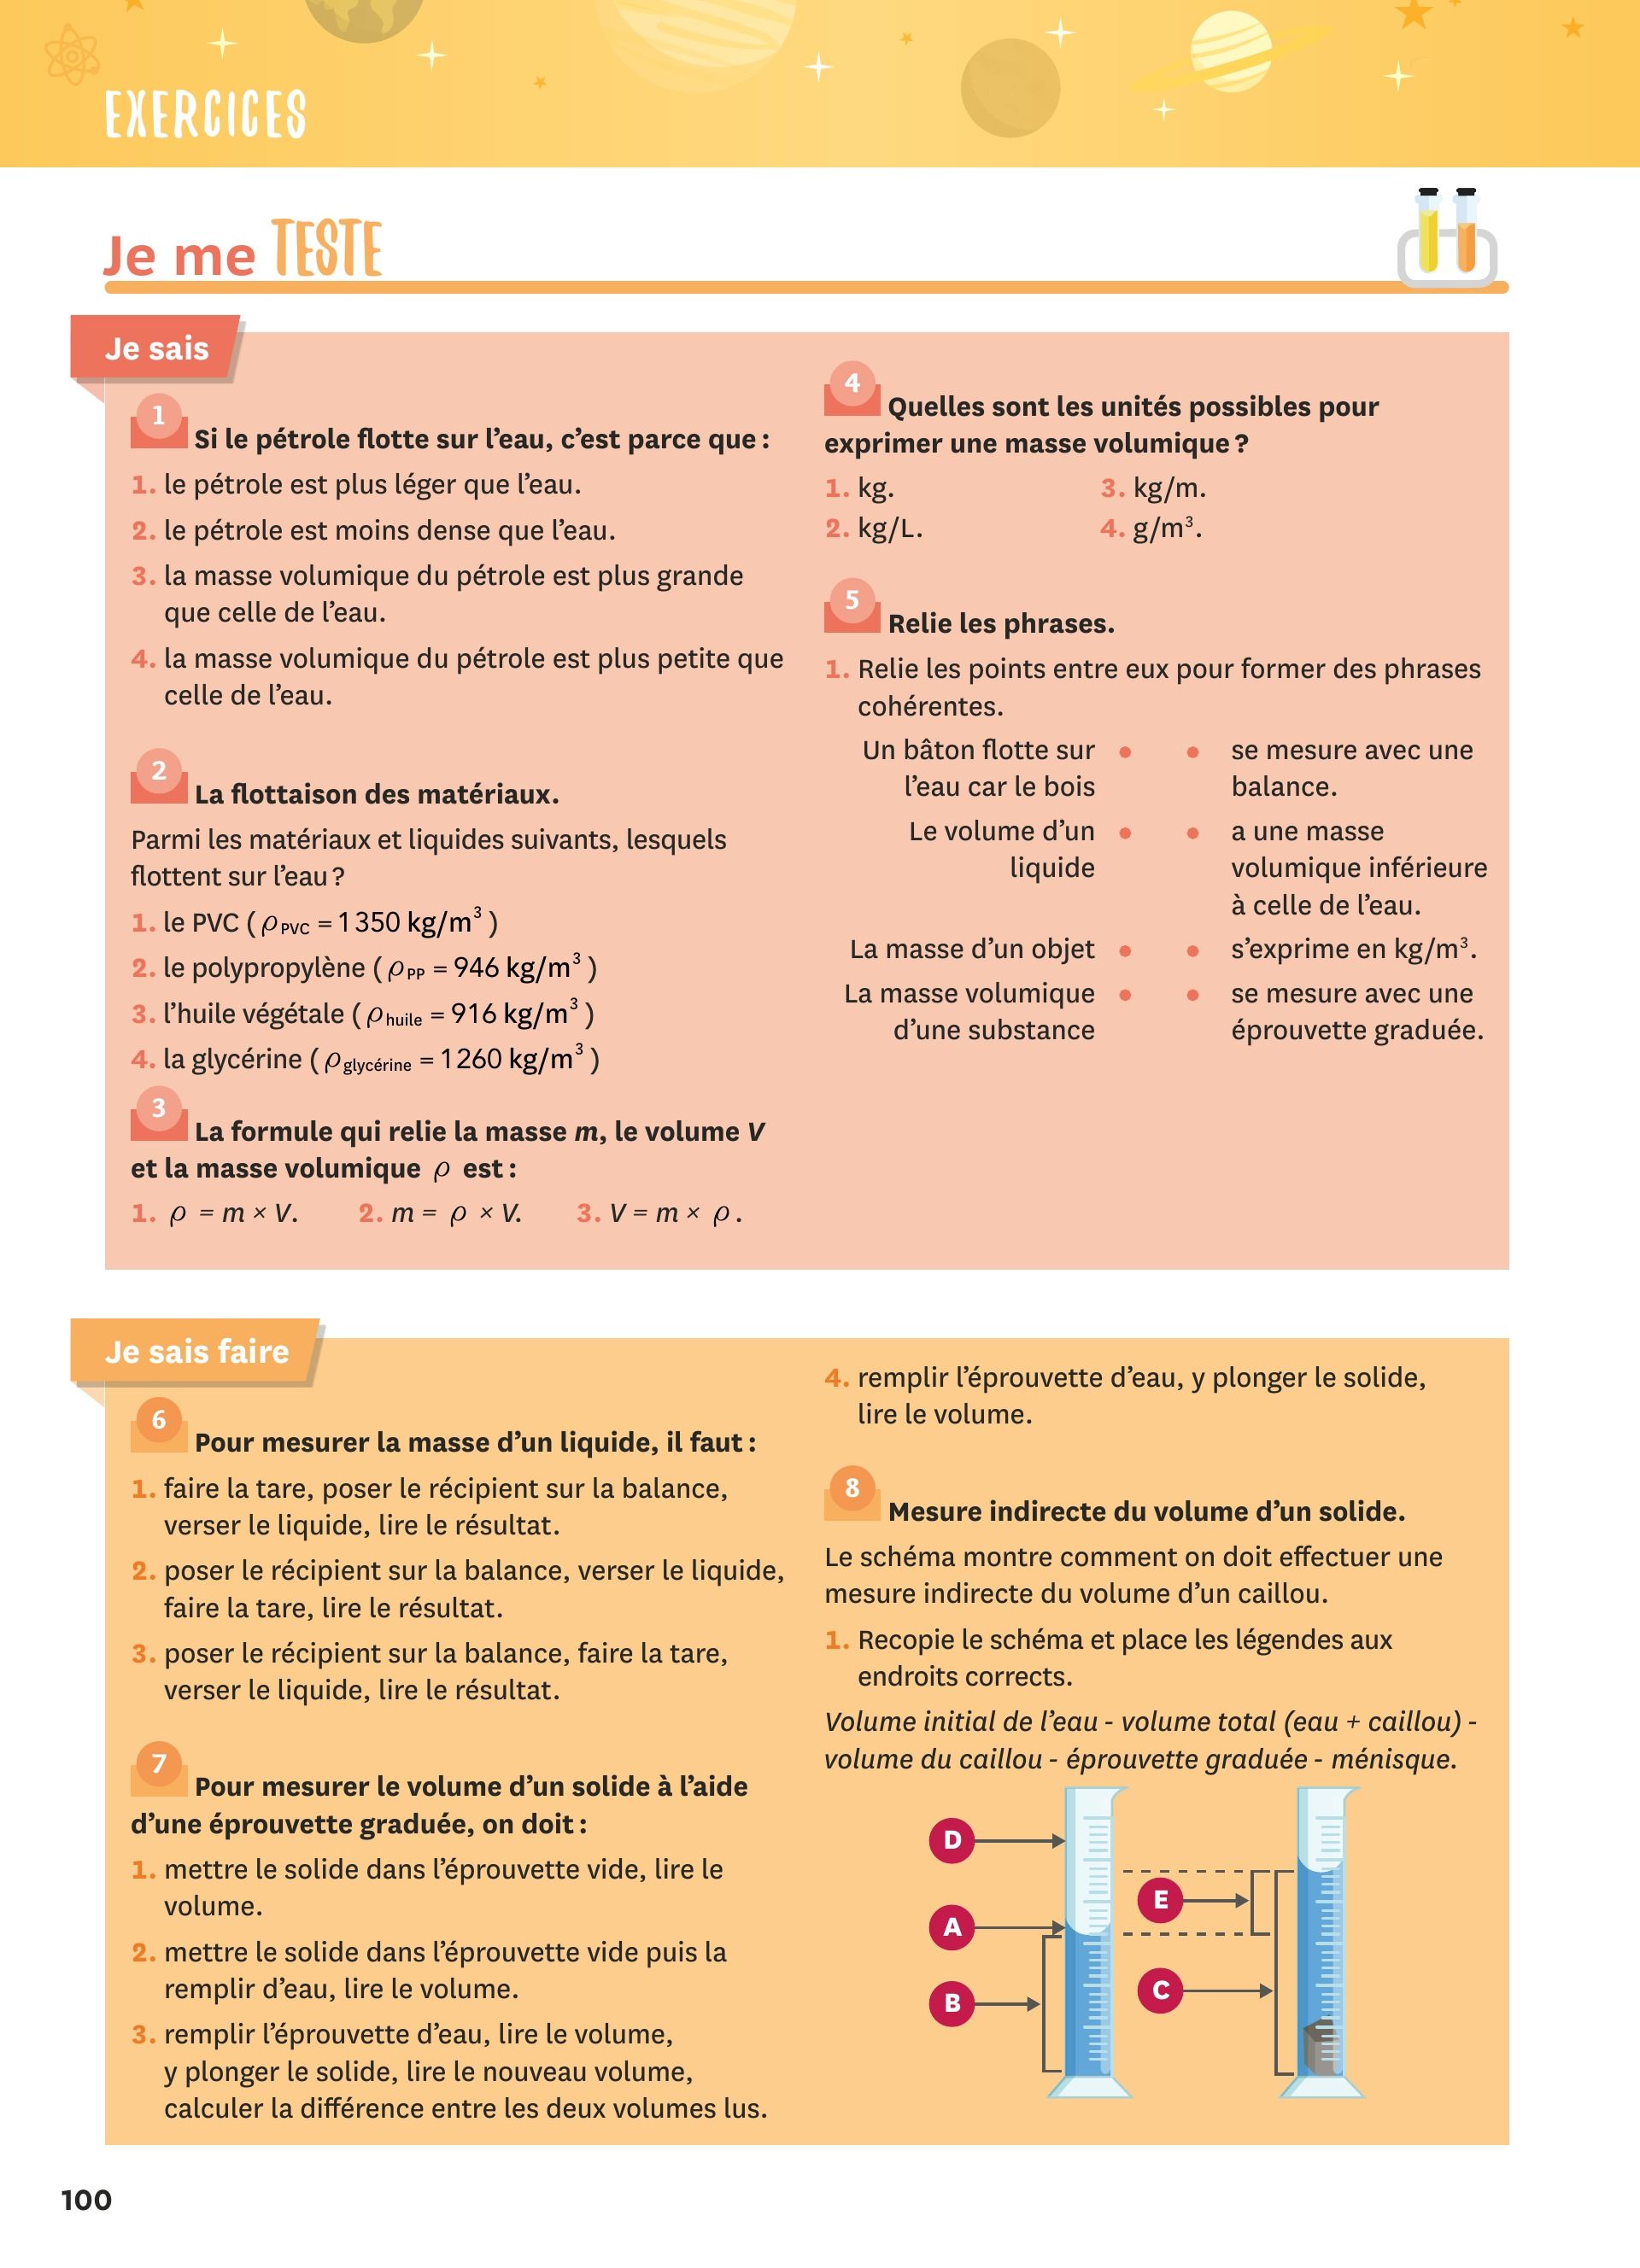 EXERCICES
Je me TESTE
Je sais
1 Si le pétrole flotte sur l’eau, c’est parce que :
1. le pétrole est plus léger que l’eau.
2. le pétrole est moins dense que l’eau.
3. la masse volumique du pétrole est plus grande
que celle de l’eau.
4. la masse volumique du pétrole est plus petite que
celle de l’eau.
2 La flottaison des matériaux.
Parmi les matériaux et liquides suivants, lesquels
flottent sur l’eau ?
1. le PVC (ρ PVC = 1 350 kg/m³)
2. le polypropylène (ρ PP = 946 kg/m³)
3. l’huile végétale (ρ huile = 916 kg/m³)
4. la glycérine (ρ glycérine = 1 260 kg/m³)
3 La formule qui relie la masse m, le volume V
et la masse volumique ρ est :
1. ρ = m × V. 2. m = ρ × V. 3. V = m × ρ.
4 Quelles sont les unités possibles pour
exprimer une masse volumique ?
1. kg. 3. kg/m.
2. kg/L. 4. g/m³.
5 Relie les phrases.
1. Relie les points entre eux pour former des phrases
cohérentes.
Un bâton flotte sur • • se mesure avec une
l’eau car le bois balance.
Le volume d’un • • a une masse
liquide volumique inférieure
à celle de l’eau.
La masse d’un objet • • s’exprime en kg/m³.
La masse volumique • • se mesure avec une
d’une substance éprouvette graduée.
Je sais faire
6 Pour mesurer la masse d’un liquide, il faut :
1. faire la tare, poser le récipient sur la balance,
verser le liquide, lire le résultat.
2. poser le récipient sur la balance, verser le liquide,
faire la tare, lire le résultat.
3. poser le récipient sur la balance, faire la tare,
verser le liquide, lire le résultat.
7 Pour mesurer le volume d’un solide à l’aide
d’une éprouvette graduée, on doit :
1. mettre le solide dans l’éprouvette vide, lire le
volume.
2. mettre le solide dans l’éprouvette vide puis la
remplir d’eau, lire le volume.
3. remplir l’éprouvette d’eau, lire le volume,
y plonger le solide, lire le nouveau volume,
calculer la différence entre les deux volumes lus.
4. remplir l’éprouvette d’eau, y plonger le solide,
lire le volume.
8 Mesure indirecte du volume d’un solide.
Le schéma montre comment on doit effectuer une
mesure indirecte du volume d’un caillou.
1. Recopie le schéma et place les légendes aux
endroits corrects.
Volume initial de l’eau - volume total (eau + caillou) -
volume du caillou - éprouvette graduée - ménisque.
D
E
A
C
B
100